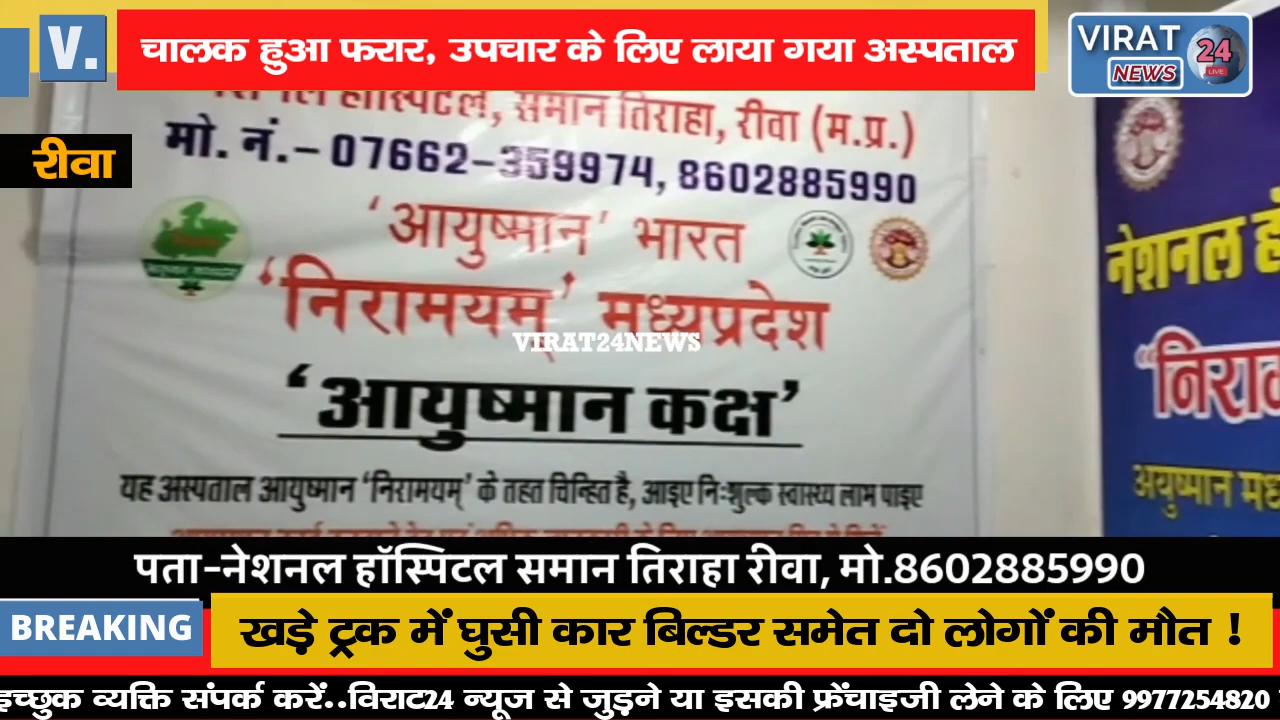 V.
चालक हुआ फरार, उपचार के लिए लाया गया अस्पताल
VIRAT
NEWS
24
LIVE
हॉस्पिटल, समान तिराहा, रीवा (म.प्र.)
रीवा
मो. नं.– 07662–359974, 8602885990
‘आयुष्मान’ भारत
‘निरामयम्’ मध्यप्रदेश
VIRAT24NEWS
‘आयुष्मान कक्ष’
यह अस्पताल आयुष्मान ‘निरामयम्’ के तहत चिन्हित है, आइए निःशुल्क स्वास्थ्य लाभ पाइए
नेशनल
“निराम
अयुष्मान मध
पता-नेशनल हॉस्पिटल समान तिराहा रीवा, मो.8602885990
BREAKING
खड़े ट्रक में घुसी कार बिल्डर समेत दो लोगों की मौत !
इच्छुक व्यक्ति संपर्क करें..विराट24 न्यूज से जुड़ने या इसकी फ्रेंचाइजी लेने के लिए 9977254820